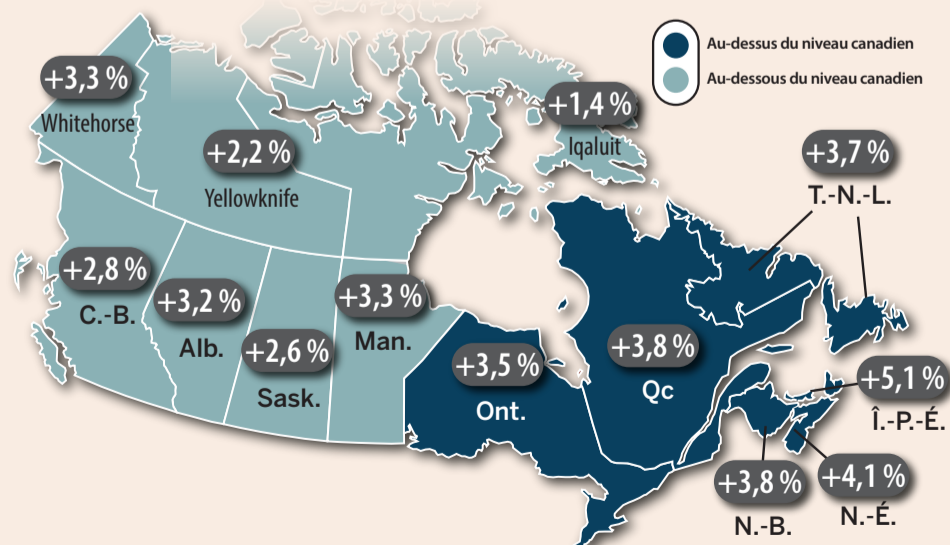 Au-dessus du niveau canadien
Au-dessous du niveau canadien
+3,3 %
Whitehorse
+2,2 %
Yellowknife
+1,4 %
Iqaluit
+3,7 %
T.-N.-L.
+2,8 %
C.-B.
+3,2 %
Alb.
+2,6 %
Sask.
+3,3 %
Man.
+3,5 %
Ont.
+3,8 %
Qc
+5,1 %
Î.-P.-É.
+3,8 %
N.-B.
+4,1 %
N.-É.